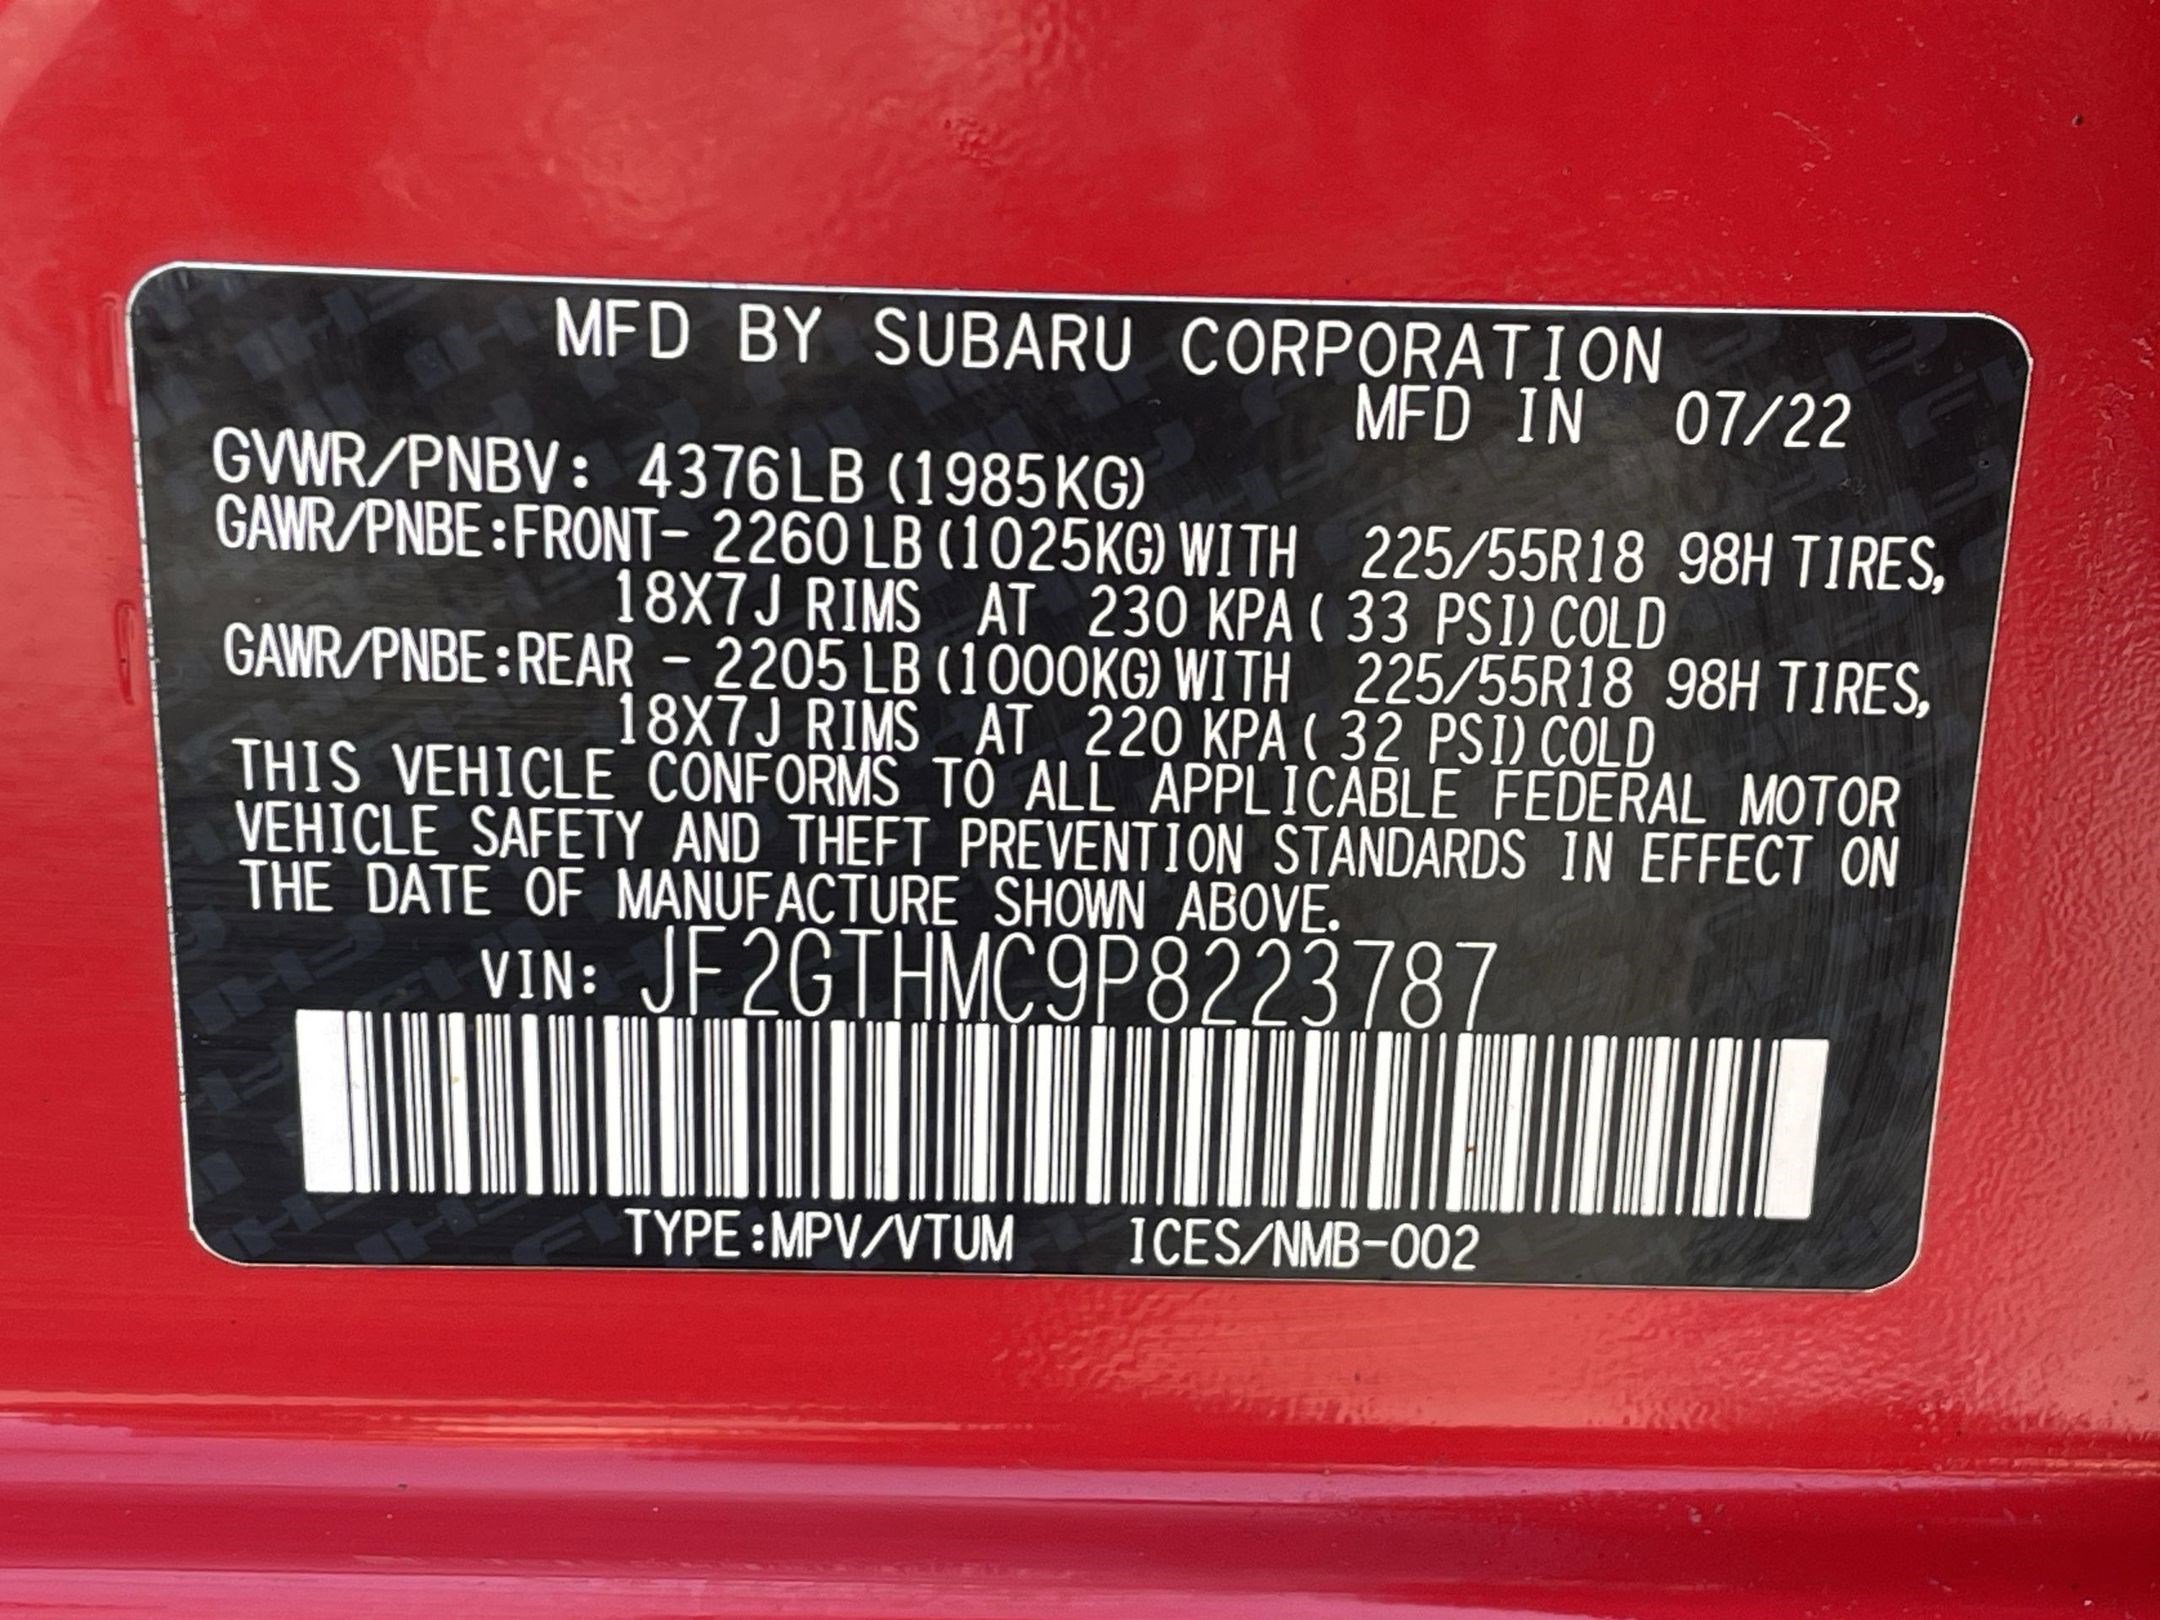 MFD BY SUBARU CORPORATION
MFD IN 07/22
GVWR/PNBV: 4376LB (1985KG)
GAWR/PNBE:FRONT- 2260LB (1025KG) WITH 225/55R18 98H TIRES,
18X7J RIMS AT 230 KPA ( 33 PSI) COLD
GAWR/PNBE:REAR - 2205LB (1000KG) WITH 225/55R18 98H TIRES,
18X7J RIMS AT 220 KPA ( 32 PSI) COLD
THIS VEHICLE CONFORMS TO ALL APPLICABLE FEDERAL MOTOR
VEHICLE SAFETY AND THEFT PREVENTION STANDARDS IN EFFECT ON
THE DATE OF MANUFACTURE SHOWN ABOVE.
VIN: JF2GTHMC9P8223787
TYPE:MPV/VTUM ICES/NMB-002